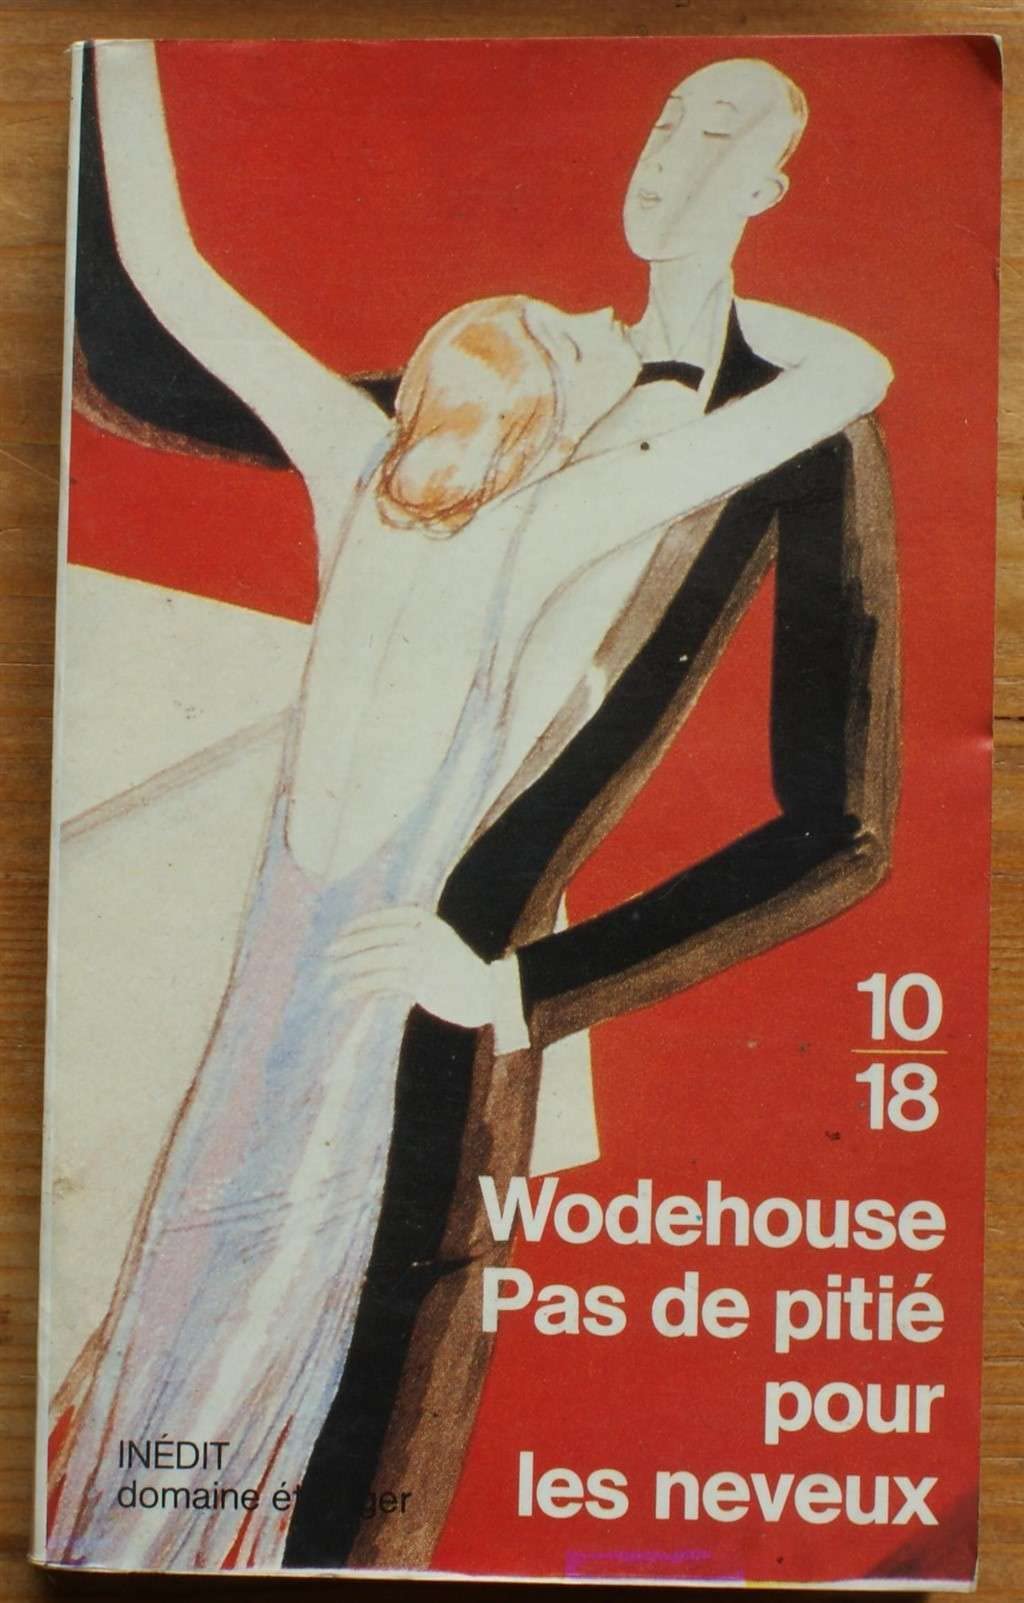 10
18
Wodehouse
Pas de pitié
pour
les neveux
INÉDIT
domaine